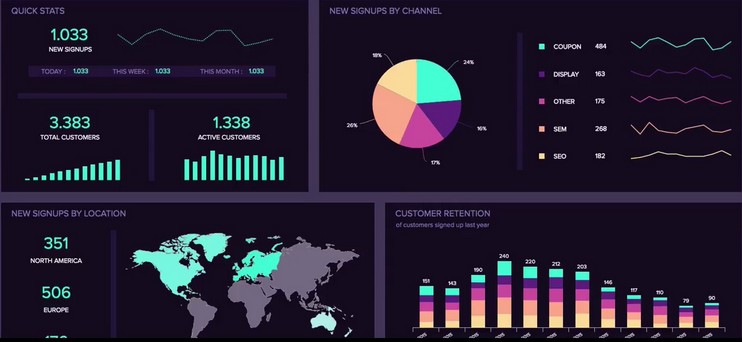 QUICK STATS
1.033
NEW SIGNUPS
TODAY : 1.033 THIS WEEK : 1.033 THIS MONTH : 1.033
3.383
TOTAL CUSTOMERS
1.338
ACTIVE CUSTOMERS
NEW SIGNUPS BY CHANNEL
18%
24%
26%
16%
17%
COUPON 484
DISPLAY 163
OTHER 175
SEM 268
SEO 182
NEW SIGNUPS BY LOCATION
351
NORTH AMERICA
506
EUROPE
CUSTOMER RETENTION
of customers signed up last year
151 143 190 240 220 212 203 146 117 110 79 90